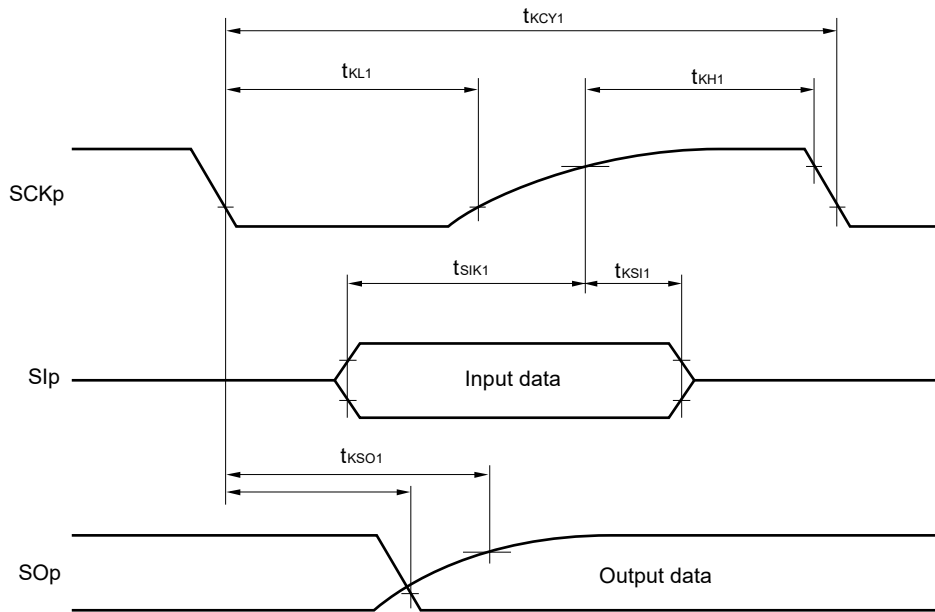 tKCY1
tKL1
tKH1
SCKp
tSIK1
tKSI1
SIp
Input data
tKSO1
SOp
Output data